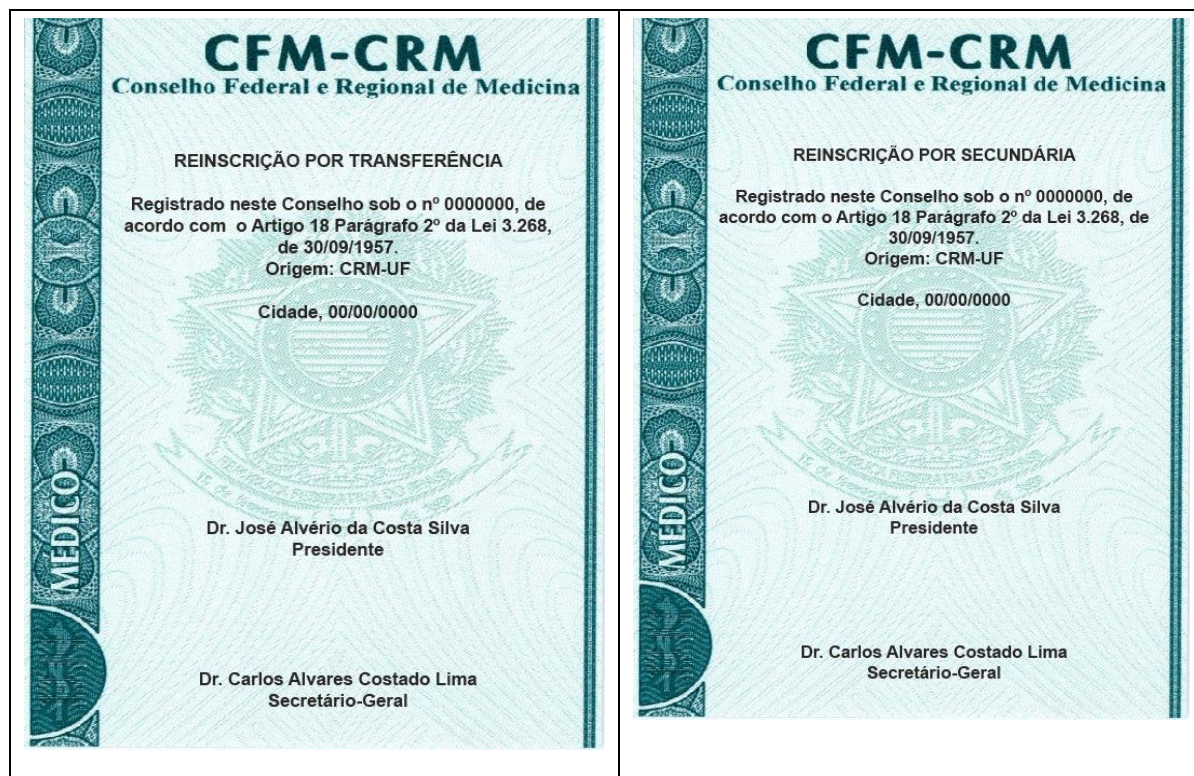 CFM-CRM
Conselho Federal e Regional de Medicina
REINSCRIÇÃO POR TRANSFERÊNCIA
Registrado neste Conselho sob o nº 0000000, de
acordo com o Artigo 18 Parágrafo 2º da Lei 3.268,
de 30/09/1957.
Origem: CRM-UF
Cidade, 00/00/0000
MÉDICO
Dr. José Alvério da Costa Silva
Presidente
Dr. Carlos Alvares Costado Lima
Secretário-Geral
CFM-CRM
Conselho Federal e Regional de Medicina
REINSCRIÇÃO POR SECUNDÁRIA
Registrado neste Conselho sob o nº 0000000, de
acordo com o Artigo 18 Parágrafo 2º da Lei 3.268, de
30/09/1957.
Origem: CRM-UF
Cidade, 00/00/0000
MÉDICO
Dr. José Alvério da Costa Silva
Presidente
Dr. Carlos Alvares Costado Lima
Secretário-Geral